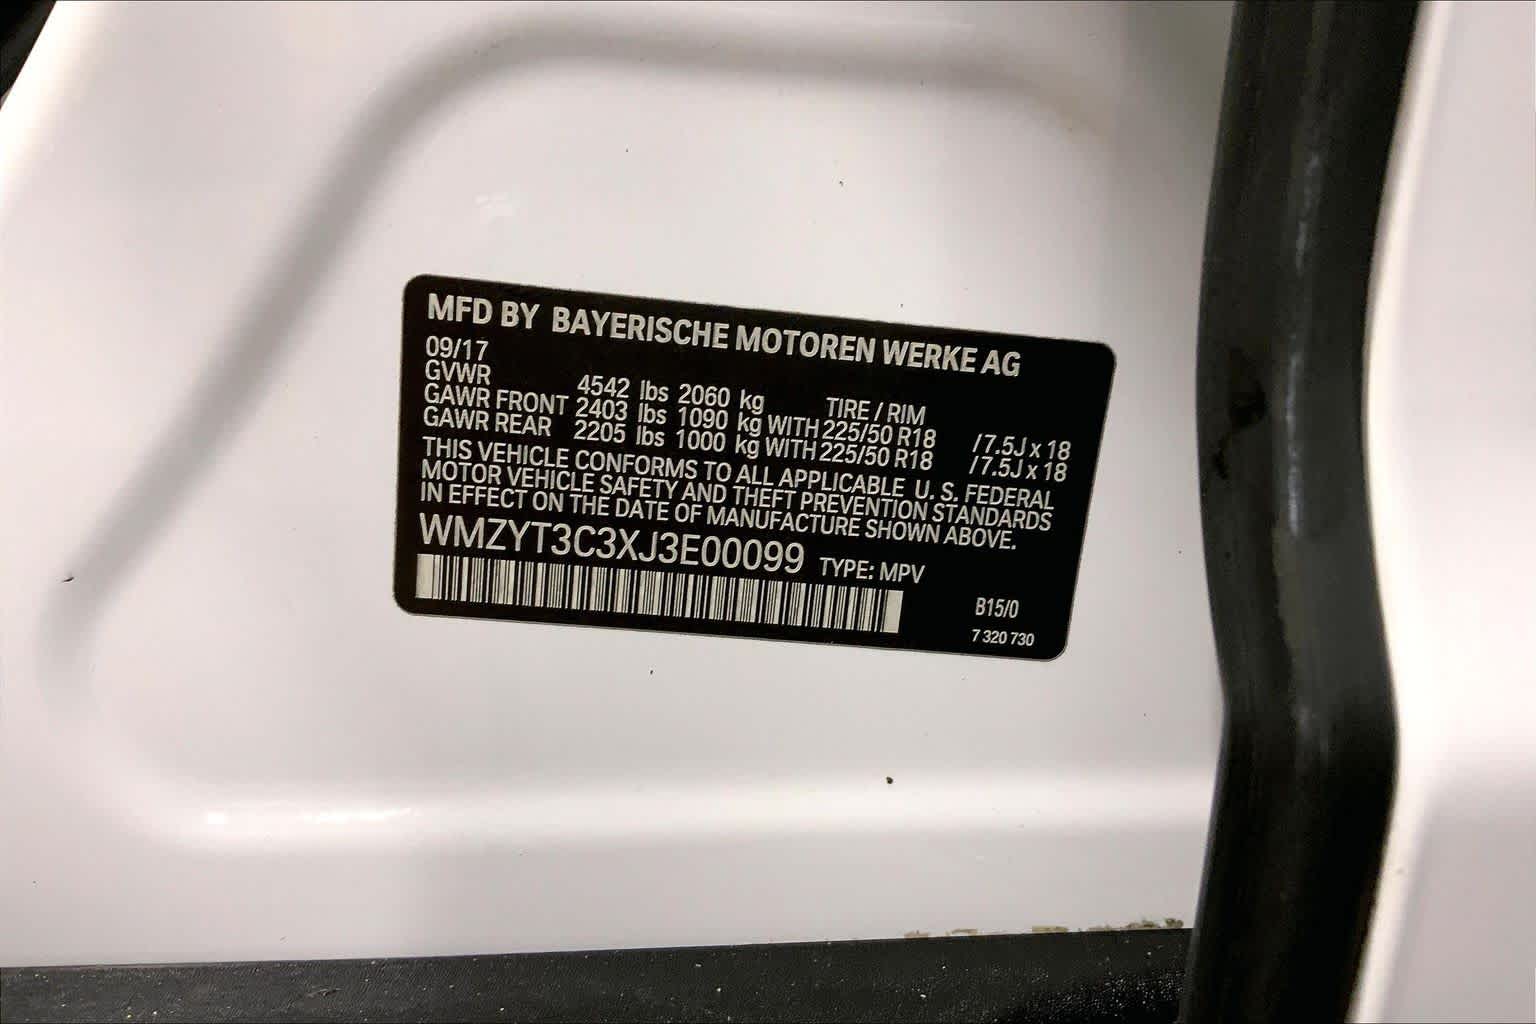 MFD BY BAYERISCHE MOTOREN WERKE AG
09/17
GVWR 4542 lbs 2060 kg TIRE / RIM
GAWR FRONT 2403 lbs 1090 kg WITH 225/50 R18 /7.5J x 18
GAWR REAR 2205 lbs 1000 kg WITH 225/50 R18 /7.5J x 18
THIS VEHICLE CONFORMS TO ALL APPLICABLE U. S. FEDERAL
MOTOR VEHICLE SAFETY AND THEFT PREVENTION STANDARDS
IN EFFECT ON THE DATE OF MANUFACTURE SHOWN ABOVE.
WMZYT3C3XJ3E00099 TYPE: MPV
B15/0
7 320 730